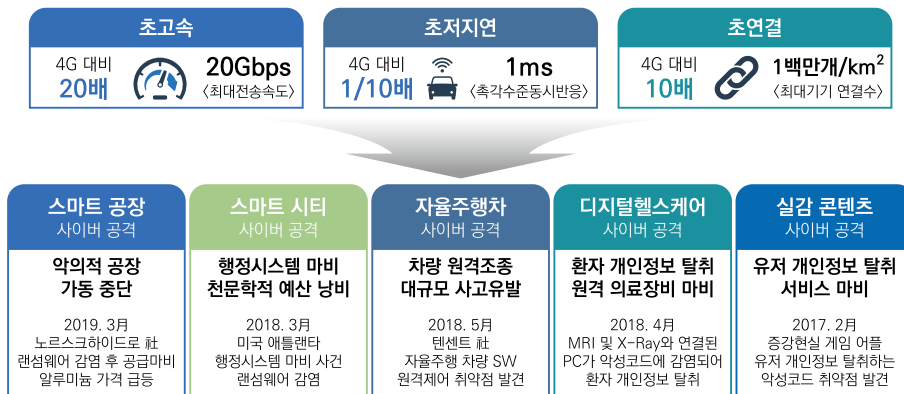 초고속
4G 대비
20배
20Gbps
〈최대전송속도〉
초저지연
4G 대비
1/10배
1ms
〈촉각수준동시반응〉
초연결
4G 대비
10배
1백만개/km²
〈최대기기 연결수〉
스마트 공장
사이버 공격
악의적 공장
가동 중단
2019. 3月
노르스크하이드로 社
랜섬웨어 감염 후 공급마비
알루미늄 가격 급등
스마트 시티
사이버 공격
행정시스템 마비
천문학적 예산 낭비
2018. 3月
미국 애틀랜타
행정시스템 마비 사건
랜섬웨어 감염
자율주행차
사이버 공격
차량 원격조종
대규모 사고유발
2018. 5月
텐센트 社
자율주행 차량 SW
원격제어 취약점 발견
디지털헬스케어
사이버 공격
환자 개인정보 탈취
원격 의료장비 마비
2018. 4月
MRI 및 X-Ray와 연결된
PC가 악성코드에 감염되어
환자 개인정보 탈취
실감 콘텐츠
사이버 공격
유저 개인정보 탈취
서비스 마비
2017. 2月
증강현실 게임 어플
유저 개인정보 탈취하는
악성코드 취약점 발견